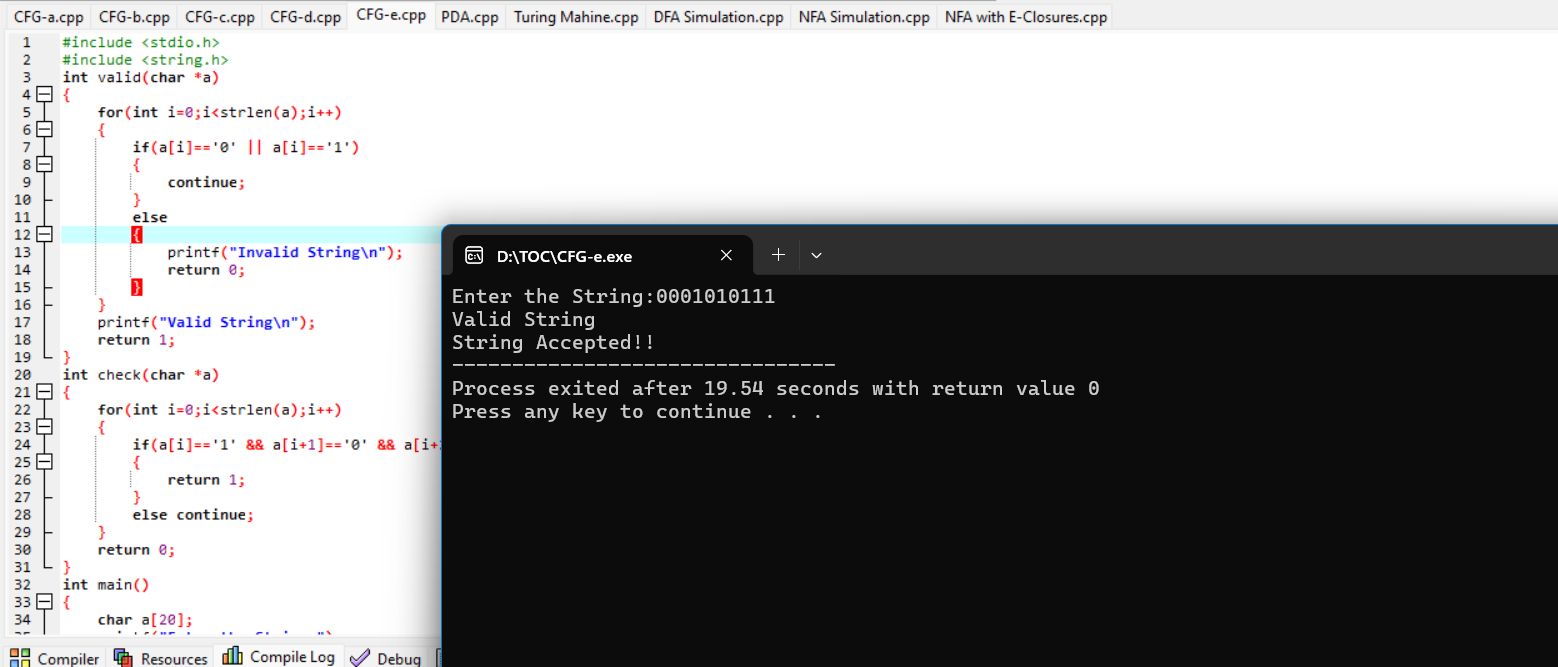 CFG-a.cpp CFG-b.cpp CFG-c.cpp CFG-d.cpp CFG-e.cpp PDA.cpp Turing Mahine.cpp DFA Simulation.cpp NFA Simulation.cpp NFA with E-Closures.cpp
1 #include <stdio.h>
2 #include <string.h>
3 int valid(char *a)
4 {
5 for(int i=0;i<strlen(a);i++)
6 {
7 if(a[i]=='0' || a[i]=='1')
8 {
9 continue;
10 }
11 else
12 {
13 printf("Invalid String\n");
14 return 0;
15 }
16 }
17 printf("Valid String\n");
18 return 1;
19 }
20 int check(char *a)
21 {
22 for(int i=0;i<strlen(a);i++)
23 {
24 if(a[i]=='1' && a[i+1]=='0' && a[i+
25 {
26 return 1;
27 }
28 else continue;
29 }
30 return 0;
31 }
32 int main()
33 {
34 char a[20];
D:\TOC\CFG-e.exe
Enter the String:0001010111
Valid String
String Accepted!!
--------------------------------
Process exited after 19.54 seconds with return value 0
Press any key to continue . . .
Compiler Resources Compile Log Debug